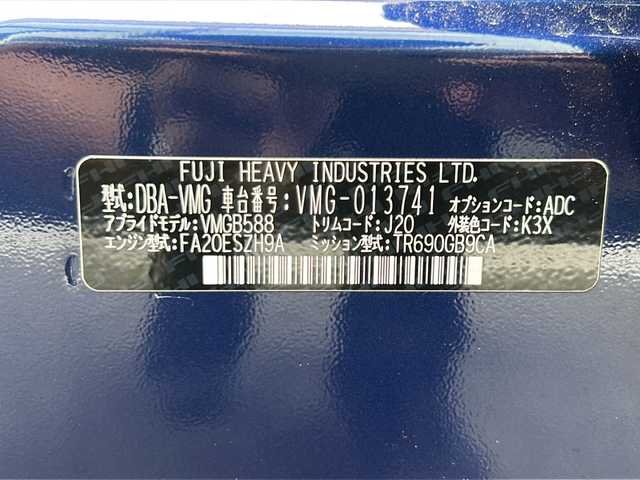 FUJI HEAVY INDUSTRIES LTD.
型式:DBA-VMG 車台番号:VMG-013741 オプションコード:ADC
アプライドモデル:VMGB588 トリムコード:J20 外装色コード:K3X
エンジン型式:FA20ESZH9A ミッション型式:TR690GB9CA